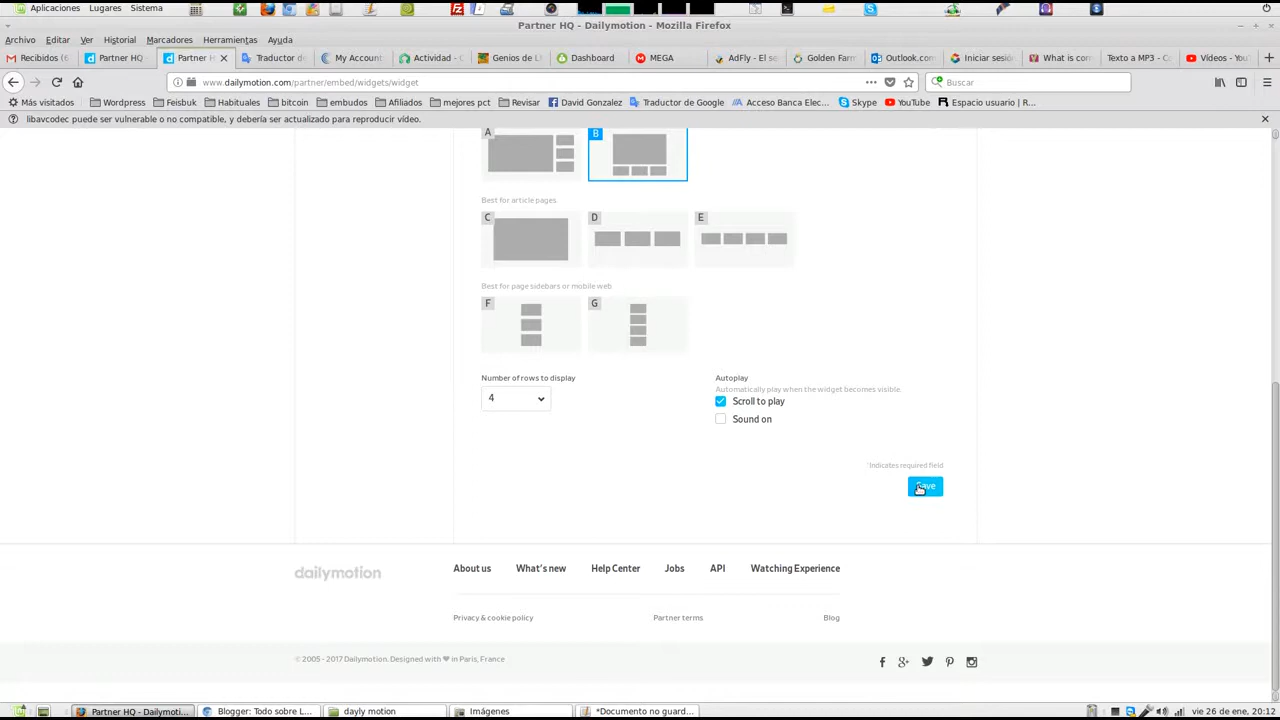 Aplicaciones Lugares Sistema
Partner HQ - Dailymotion - Mozilla Firefox
Archivo Editar Ver Historial Marcadores Herramientas Ayuda
Recibidos (6 Partner HQ Partner H Traductor d My Account Actividad - C Genios de L Dashboard MEGA AdFly - El se Golden Farm Outlook.com Iniciar sesió What is con Texto a MP3 - C Vídeos - YouT
www.dailymotion.com/partner/embed/widgets/widget
Buscar
Más visitados Wordpress Feisbuk Habituales bitcoin embudos Afiliados mejores pct Revisar David Gonzalez Traductor de Google Acceso Banca Elec... Skype YouTube Espacio usuario | R...
libavcodec puede ser vulnerable o no compatible, y debería ser actualizado para reproducir vídeo.
A B
Best for article pages
C D E
Best for page sidebars or mobile web
F G
Number of rows to display
4
Autoplay
Automatically play when the widget becomes visible.
Scroll to play
Sound on
*Indicates required field
Save
dailymotion
About us What's new Help Center Jobs API Watching Experience
Privacy & cookie policy Partner terms Blog
© 2005 - 2017 Dailymotion. Designed with ♥ in Paris, France
Partner HQ - Dailymoti... Blogger: Todo sobre L... dayly motion Imágenes *Documento no guard... vie 26 de ene, 20:12